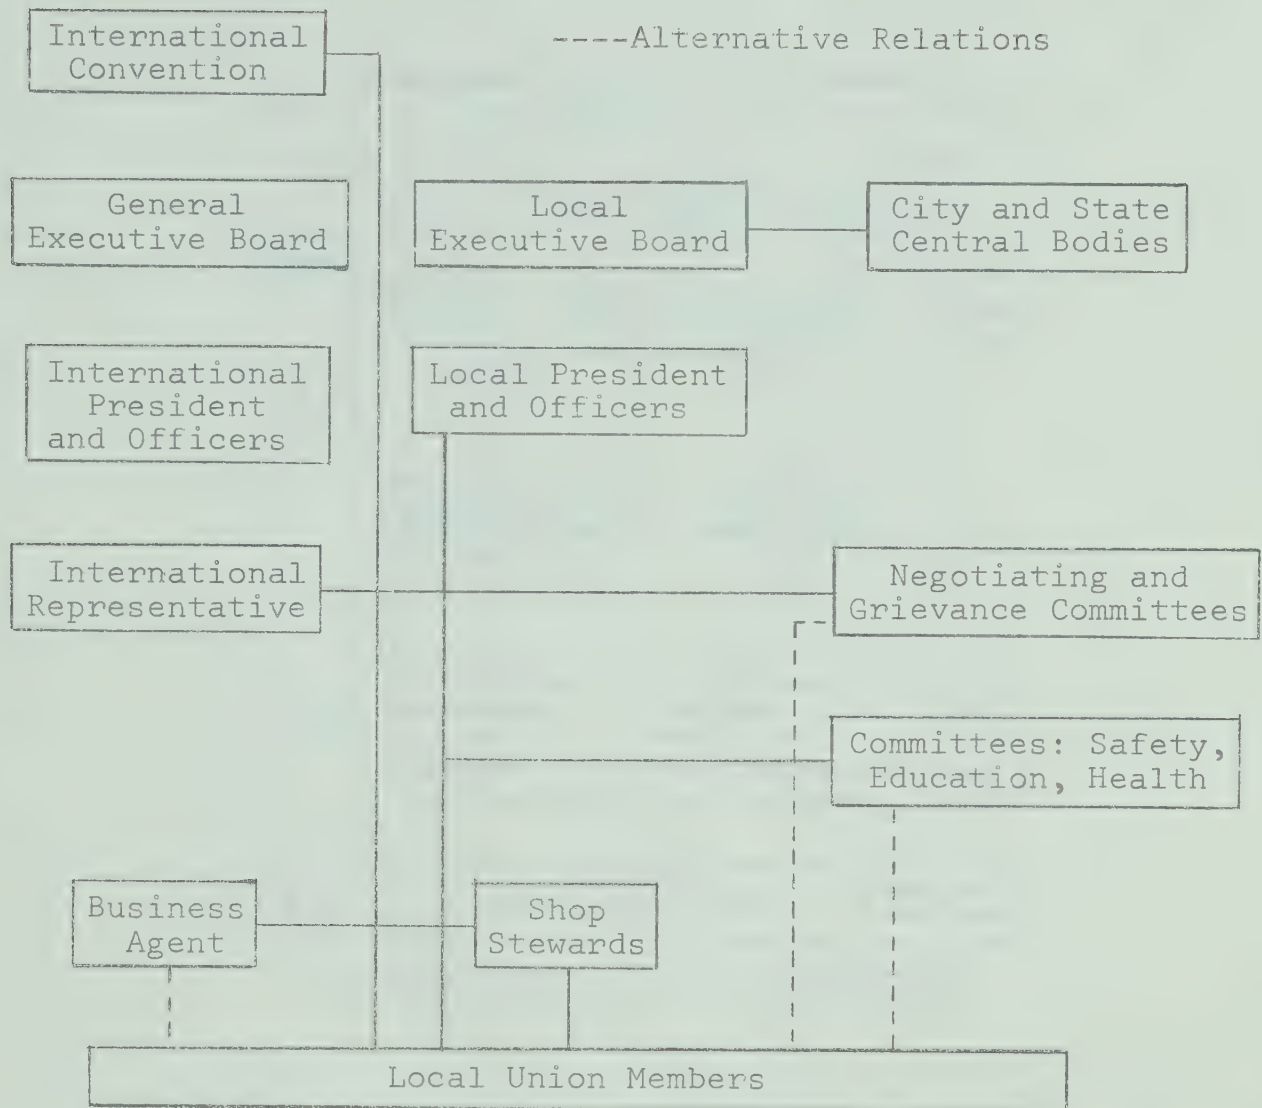 International
Convention
----Alternative Relations
General
Executive Board
Local
Executive Board
City and State
Central Bodies
International
President
and Officers
Local President
and Officers
International
Representative
Negotiating and
Grievance Committees
Committees: Safety,
Education, Health
Business
Agent
Shop
Stewards
Local Union Members